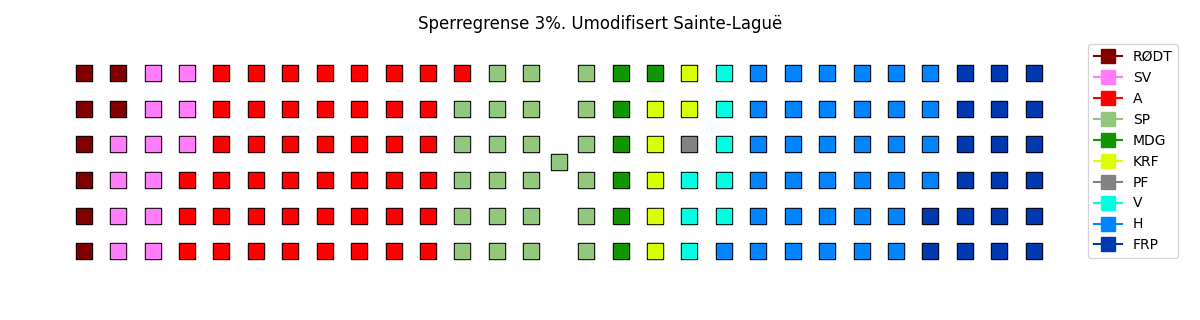 Sperregrense 3%. Umodifisert Sainte-Laguë
RØDT
SV
A
SP
MDG
KRF
PF
V
H
FRP